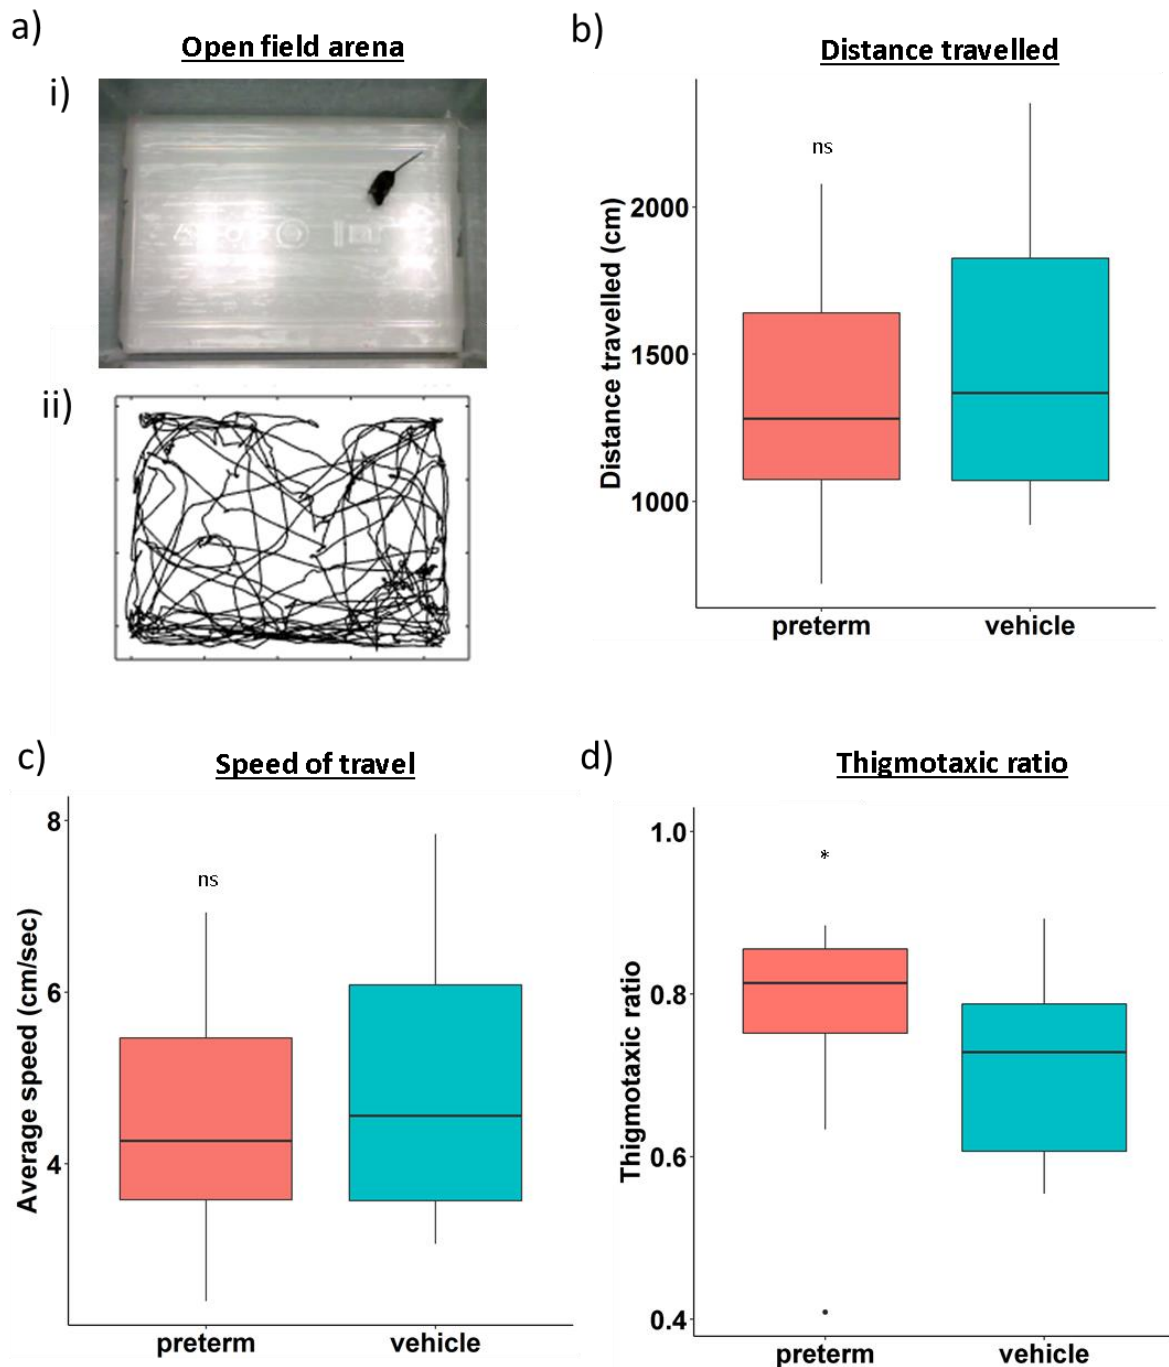 a)
Open field arena
i)
ii)
b)
Distance travelled
ns
Distance travelled (cm)
2000
1500
1000
preterm
vehicle
c)
Speed of travel
ns
Average speed (cm/sec)
8
6
4
preterm
vehicle
d)
Thigmotaxic ratio
*
Thigmotaxic ratio
1.0
0.8
0.6
0.4
preterm
vehicle